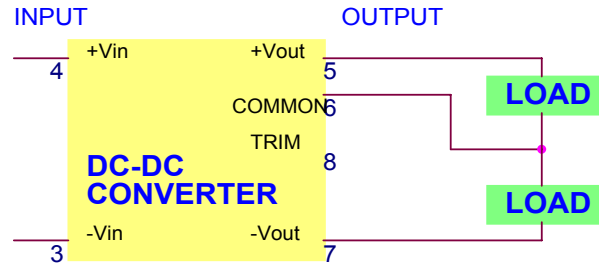 INPUT OUTPUT
+Vin +Vout
4 5
LOAD
COMMON 6
TRIM
8
DC-DC
CONVERTER
LOAD
-Vin -Vout
3 7